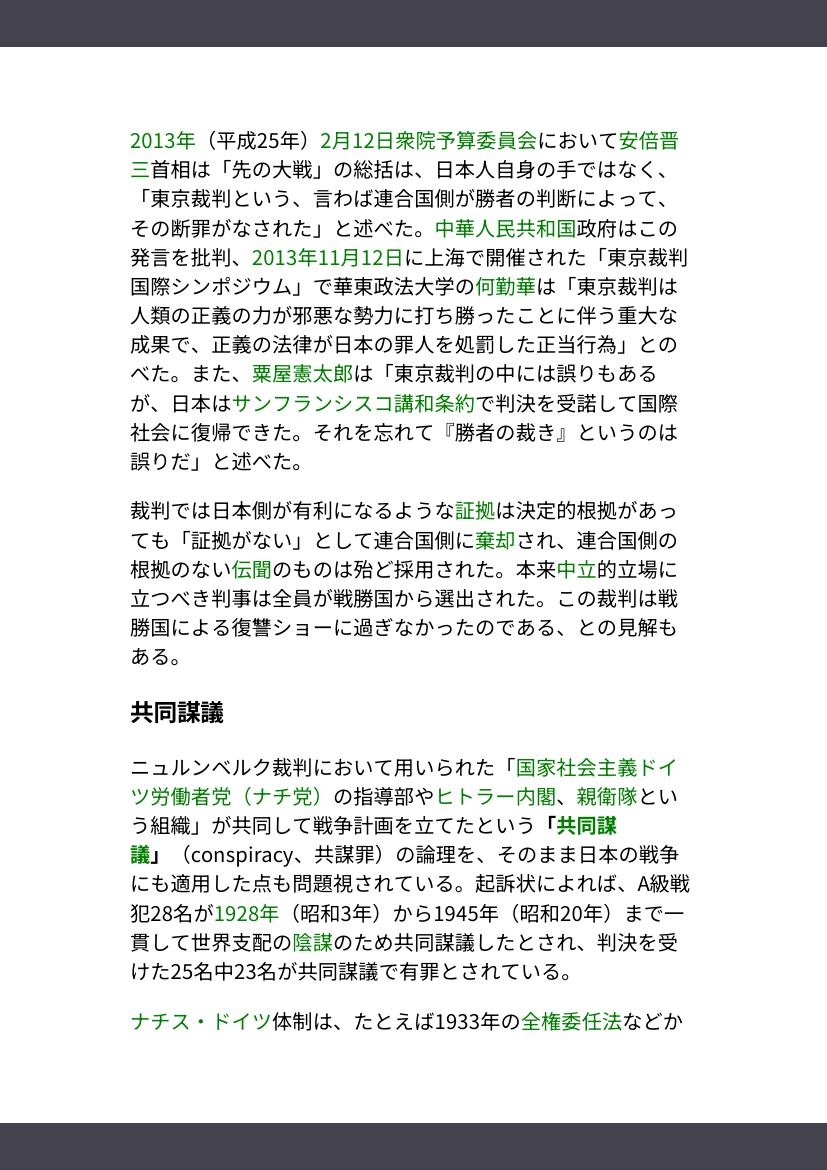 2013年（平成25年）2月12日衆院予算委員会において安倍晋
三首相は「先の大戦」の総括は、日本人自身の手ではなく、
「東京裁判という、言わば連合国側が勝者の判断によって、
その断罪がなされた」と述べた。中華人民共和国政府はこの
発言を批判、2013年11月12日に上海で開催された「東京裁判
国際シンポジウム」で華東政法大学の何勤華は「東京裁判は
人類の正義の力が邪悪な勢力に打ち勝ったことに伴う重大な
成果で、正義の法律が日本の罪人を処罰した正当行為」との
べた。また、粟屋憲太郎は「東京裁判の中には誤りもある
が、日本はサンフランシスコ講和条約で判決を受諾して国際
社会に復帰できた。それを忘れて『勝者の裁き』というのは
誤りだ」と述べた。
裁判では日本側が有利になるような証拠は決定的根拠があっ
ても「証拠がない」として連合国側に棄却され、連合国側の
根拠のない伝聞のものは殆ど採用された。本来中立的立場に
立つべき判事は全員が戦勝国から選出された。この裁判は戦
勝国による復讐ショーに過ぎなかったのである、との見解も
ある。
共同謀議
ニュルンベルク裁判において用いられた「国家社会主義ドイ
ツ労働者党（ナチ党）の指導部やヒトラー内閣、親衛隊とい
う組織」が共同して戦争計画を立てたという「共同謀
議」（conspiracy、共謀罪）の論理を、そのまま日本の戦争
にも適用した点も問題視されている。起訴状によれば、A級戦
犯28名が1928年（昭和3年）から1945年（昭和20年）まで一
貫して世界支配の陰謀のため共同謀議したとされ、判決を受
けた25名中23名が共同謀議で有罪とされている。
ナチス・ドイツ体制は、たとえば1933年の全権委任法などか